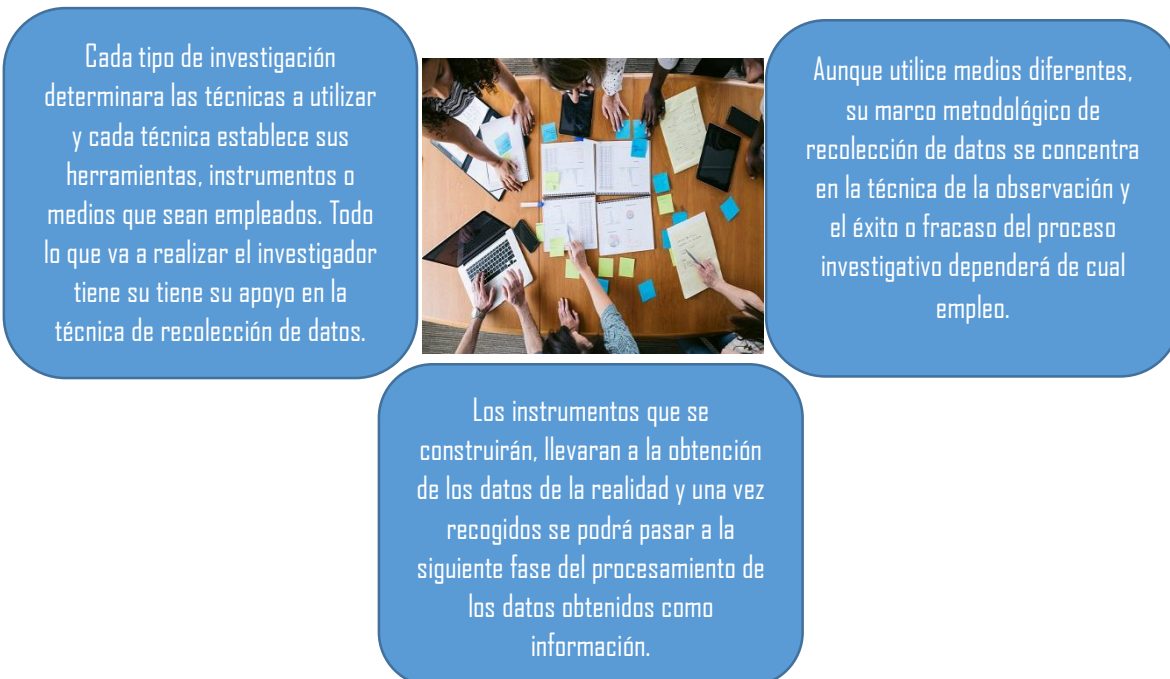 Cada tipo de investigación
determinara las técnicas a utilizar
y cada técnica establece sus
herramientas, instrumentos o
medios que sean empleados. Todo
lo que va a realizar el investigador
tiene su tiene su apoyo en la
técnica de recolección de datos.
Aunque utilice medios diferentes,
su marco metodológico de
recolección de datos se concentra
en la técnica de la observación y
el éxito o fracaso del proceso
investigativo dependerá de cual
empleo.
Los instrumentos que se
construirán, llevaran a la obtención
de los datos de la realidad y una vez
recogidos se podrá pasar a la
siguiente fase del procesamiento de
los datos obtenidos como
información.